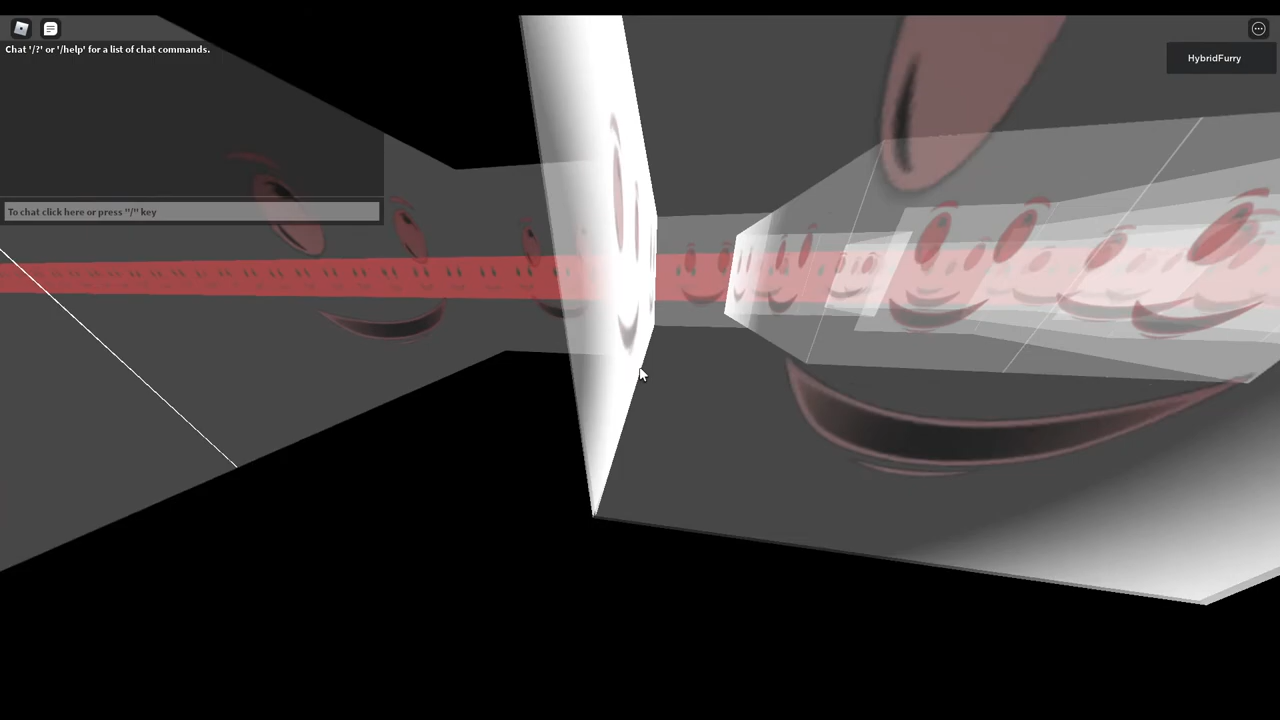 Chat '/?' or '/help' for a list of chat commands.
HybridFurry
To chat click here or press "/" key